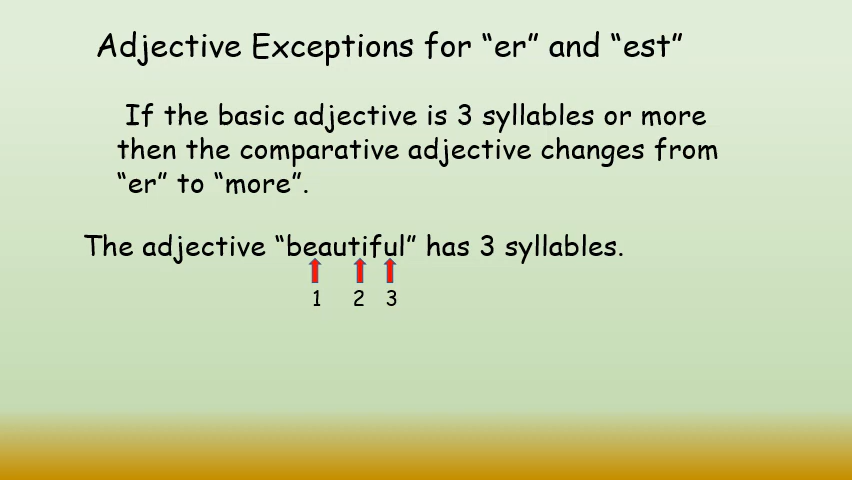 Adjective Exceptions for “er” and “est”
If the basic adjective is 3 syllables or more
then the comparative adjective changes from
“er” to “more”.
The adjective “beautiful” has 3 syllables.
1 2 3